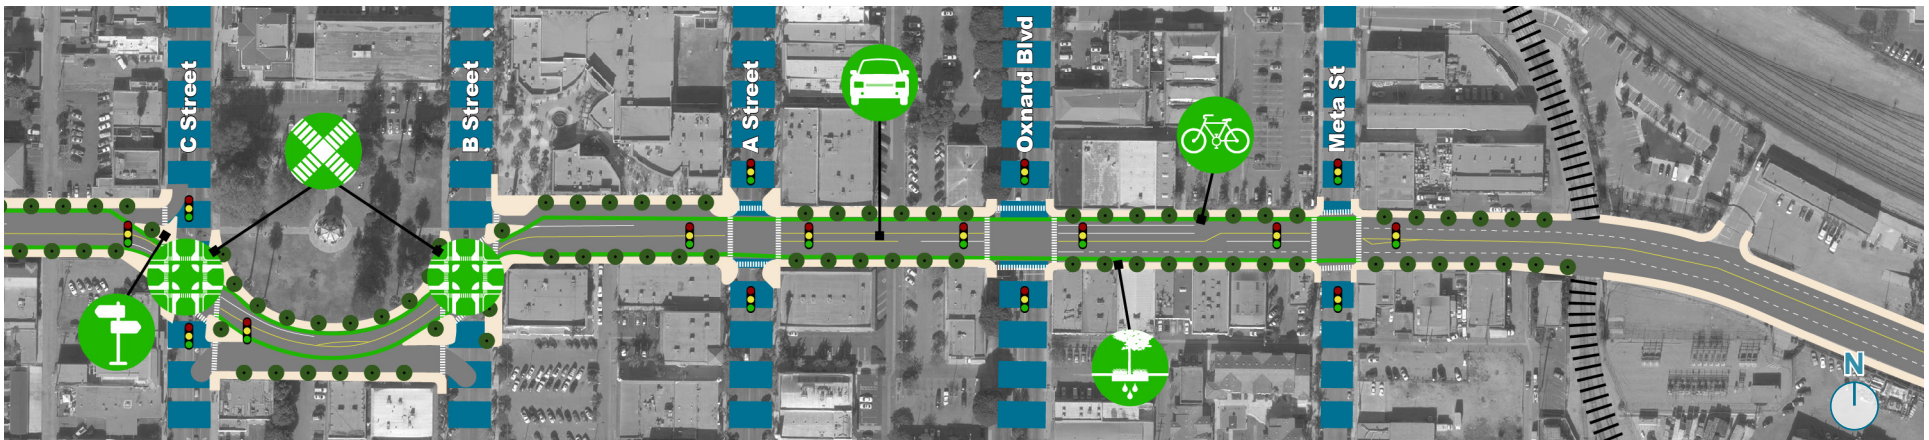 C Street
B Street
A Street
Oxnard Blvd
Meta St
N